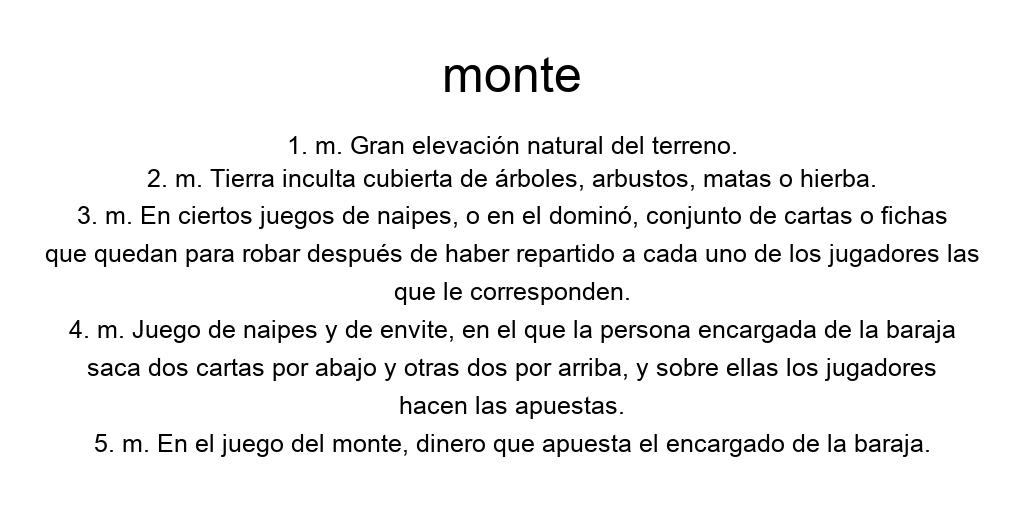 monte
1. m. Gran elevación natural del terreno.
2. m. Tierra inculta cubierta de árboles, arbustos, matas o hierba.
3. m. En ciertos juegos de naipes, o en el dominó, conjunto de cartas o fichas
que quedan para robar después de haber repartido a cada uno de los jugadores las
que le corresponden.
4. m. Juego de naipes y de envite, en el que la persona encargada de la baraja
saca dos cartas por abajo y otras dos por arriba, y sobre ellas los jugadores
hacen las apuestas.
5. m. En el juego del monte, dinero que apuesta el encargado de la baraja.